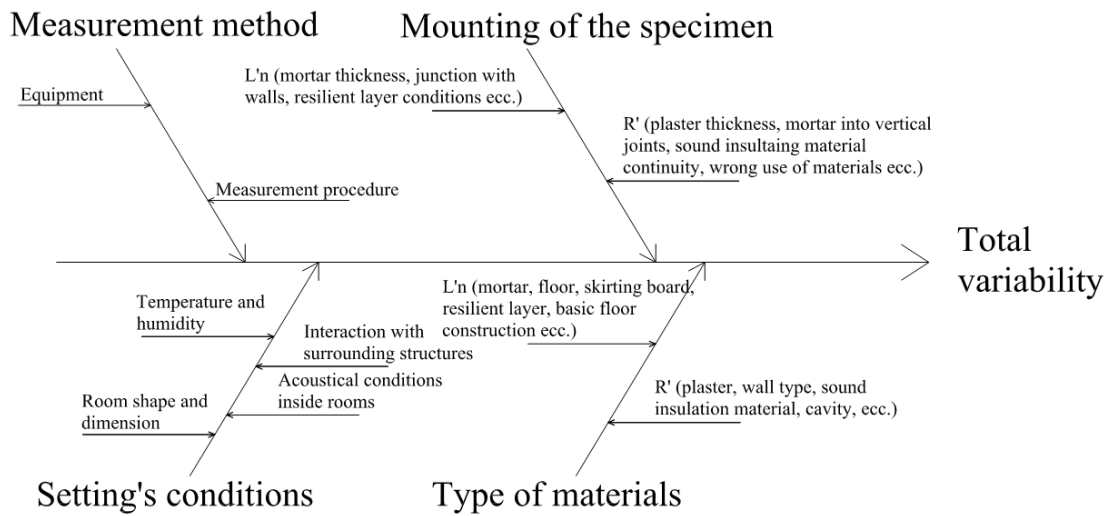 Measurement method
Equipment
Measurement procedure
Mounting of the specimen
L'n (mortar thickness, junction with
walls, resilient layer conditions ecc.)
R' (plaster thickness, mortar into vertical
joints, sound insultaing material
continuity, wrong use of materials ecc.)
Total
variability
Temperature and
humidity
Interaction with
surrounding structures
Acoustical conditions
inside rooms
Room shape and
dimension
Setting's conditions
L'n (mortar, floor, skirting board,
resilient layer, basic floor
construction ecc.)
R' (plaster, wall type, sound
insulation material, cavity, ecc.)
Type of materials